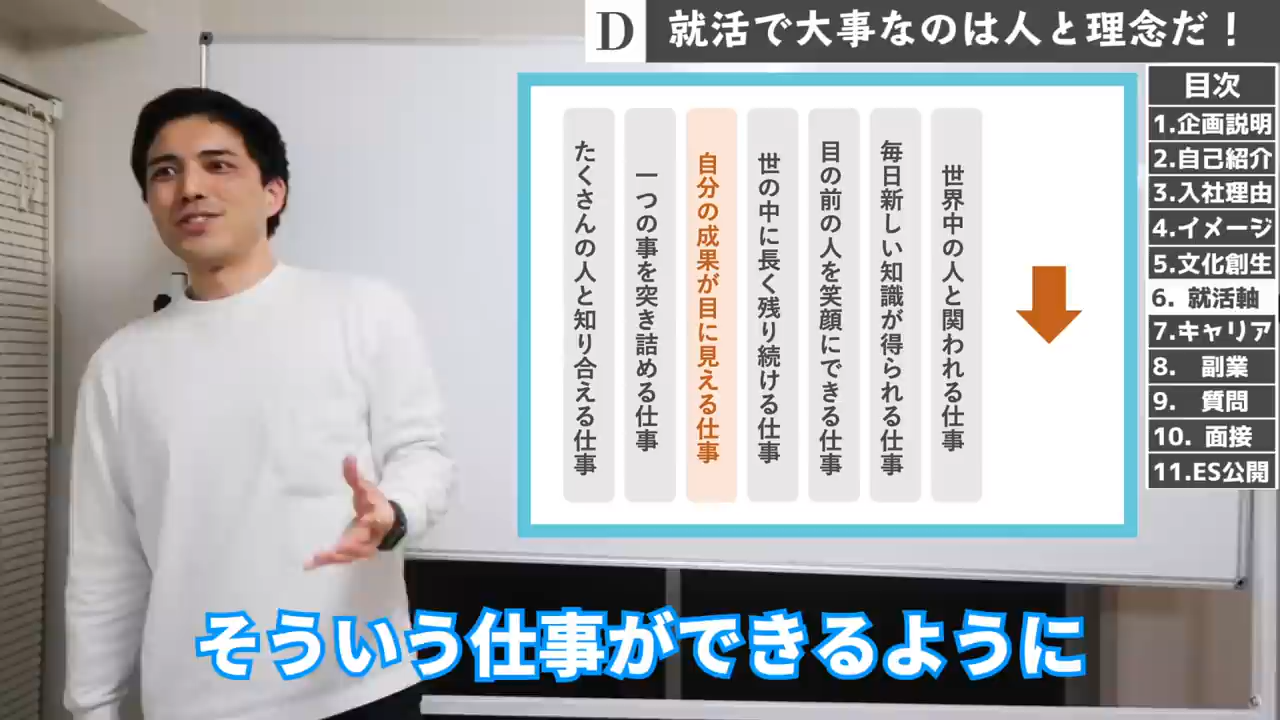 D
就活で大事なのは人と理念だ！
世界中の人と関われる仕事
毎日新しい知識が得られる仕事
目の前の人を笑顔にできる仕事
世の中に長く残り続ける仕事
自分の成果が目に見える仕事
一つの事を突き詰める仕事
たくさんの人と知り合える仕事
目次
1.企画説明
2.自己紹介
3.入社理由
4.イメージ
5.文化創生
6. 就活軸
7.キャリア
8. 副業
9. 質問
10. 面接
11.ES公開
そういう仕事ができるように